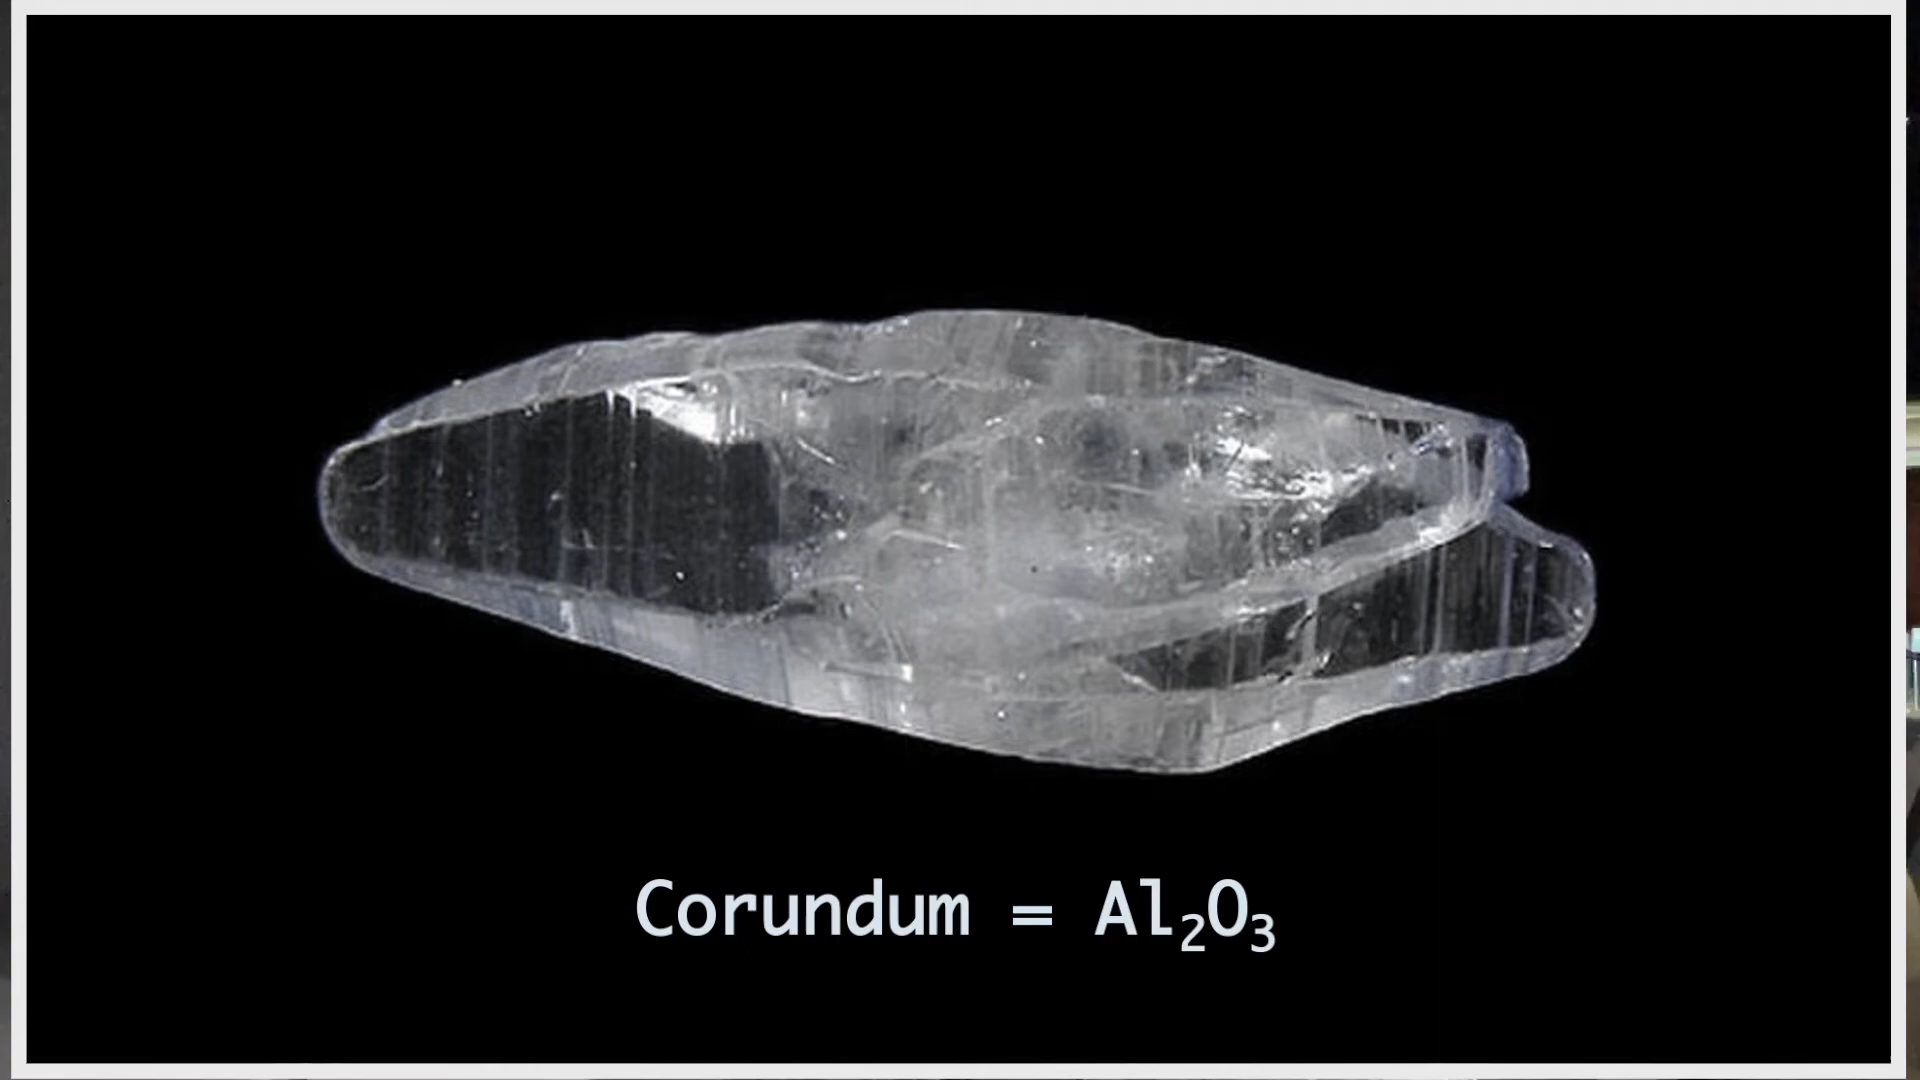 Corundum = Al₂O₃